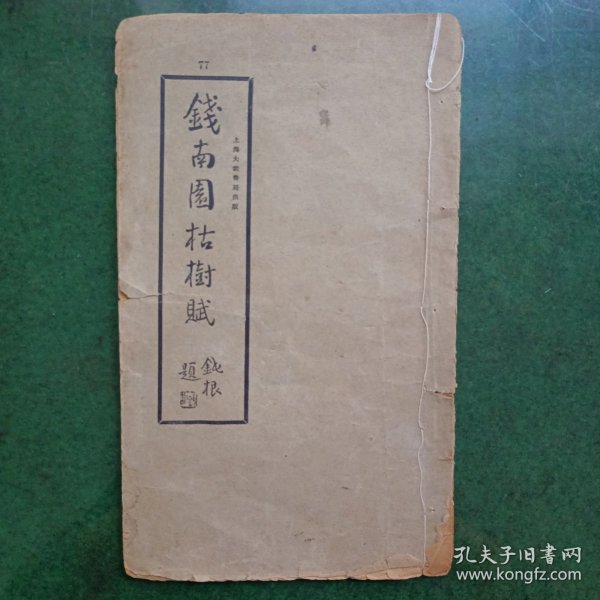 77
錢南園枯樹賦
上海大眾書局出版
鈍根
題
孔夫子旧书网
www.kongfz.com